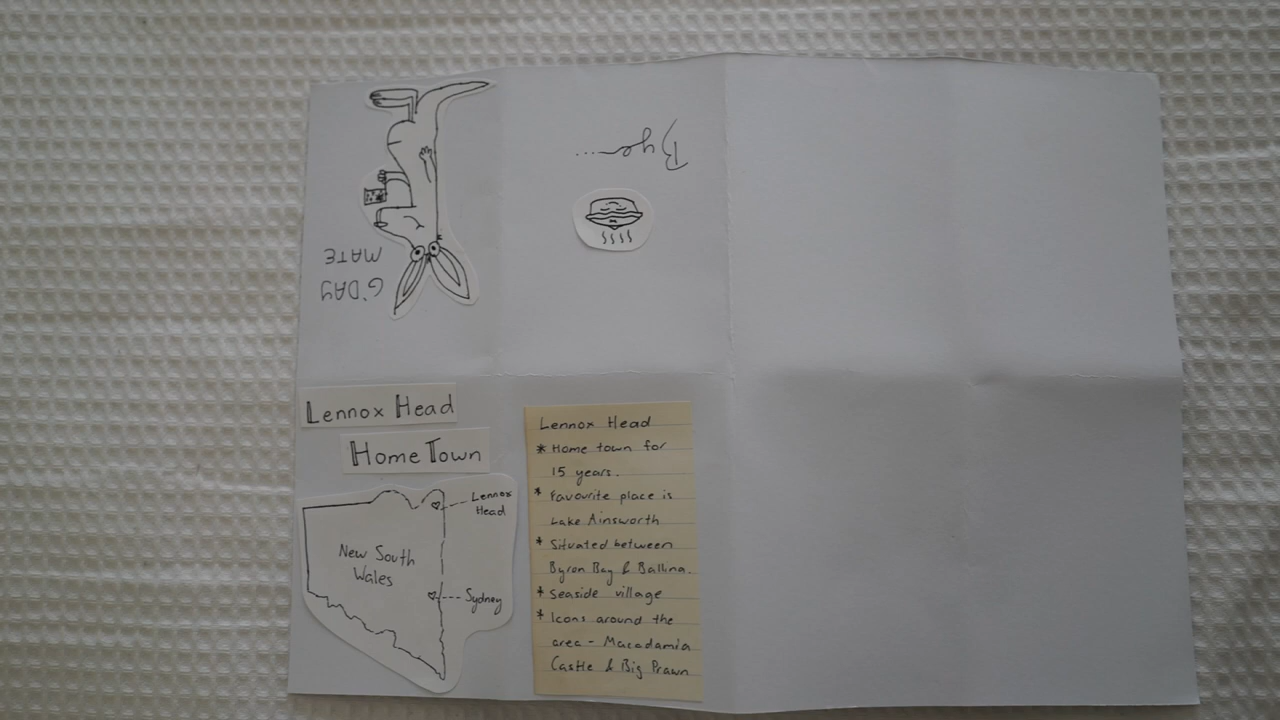 G'DAY
MATE
Bye...
Lennox Head
Home Town
Lennox
Head
New South
Wales
Sydney
Lennox Head
* Home town for
15 years.
* Favourite place is
Lake Ainsworth
* Situated between
Byron Bay & Ballina.
* Seaside village
* Icons around the
area - Macadamia
Castle & Big Prawn